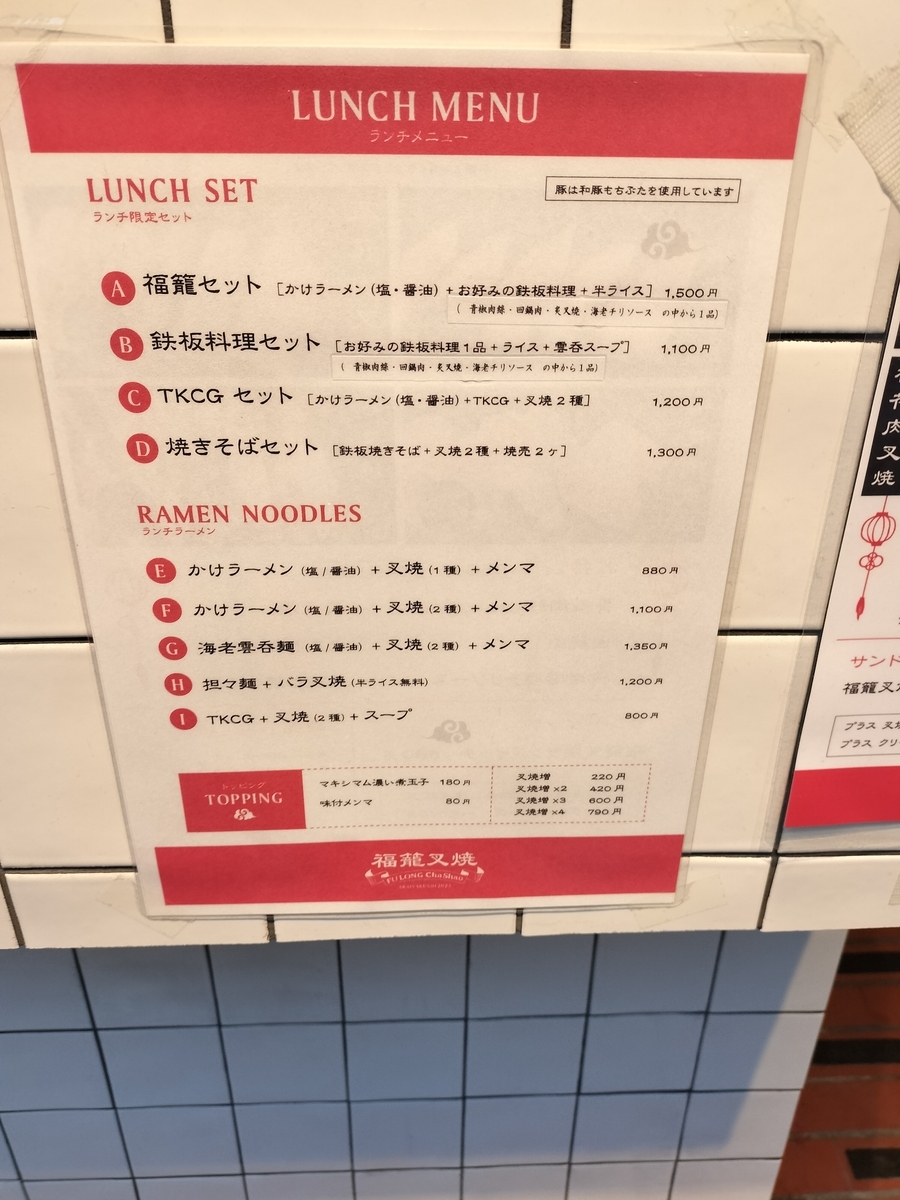 LUNCH MENU
ランチメニュー
LUNCH SET
ランチ限定セット
豚は和豚もちぶたを使用しています
A 福籠セット [かけラーメン(塩・醤油)+お好みの鉄板料理+半ライス] 1,500円
( 青椒肉絲・回鍋肉・炙叉焼・海老チリソース の中から1品)
B 鉄板料理セット [お好みの鉄板料理1品+ライス+雲呑スープ] 1,100円
( 青椒肉絲・回鍋肉・炙叉焼・海老チリソース の中から1品)
C TKCG セット [かけラーメン(塩・醤油)+TKCG+叉焼2種] 1,200円
D 焼きそばセット [鉄板焼きそば+叉焼2種+焼売2ヶ] 1,300円
RAMEN NOODLES
ランチラーメン
E かけラーメン (塩/醤油) + 叉焼 (1種) + メンマ 880円
F かけラーメン (塩/醤油) + 叉焼 (2種) + メンマ 1,100円
G 海老雲呑麺 (塩/醤油) + 叉焼 (2種) + メンマ 1,350円
H 担々麺 + バラ叉焼 (半ライス無料) 1,200円
I TKCG + 叉焼 (2種) + スープ 800円
トッピング
TOPPING
マキシマム濃い煮玉子 180円
味付メンマ 80円
叉焼増 220円
叉焼増 ×2 420円
叉焼増 ×3 600円
叉焼増 ×4 790円
福龍叉焼
FU LONG ChaShao
肉叉焼
サンド
福龍叉
プラス 叉
プラス クリ